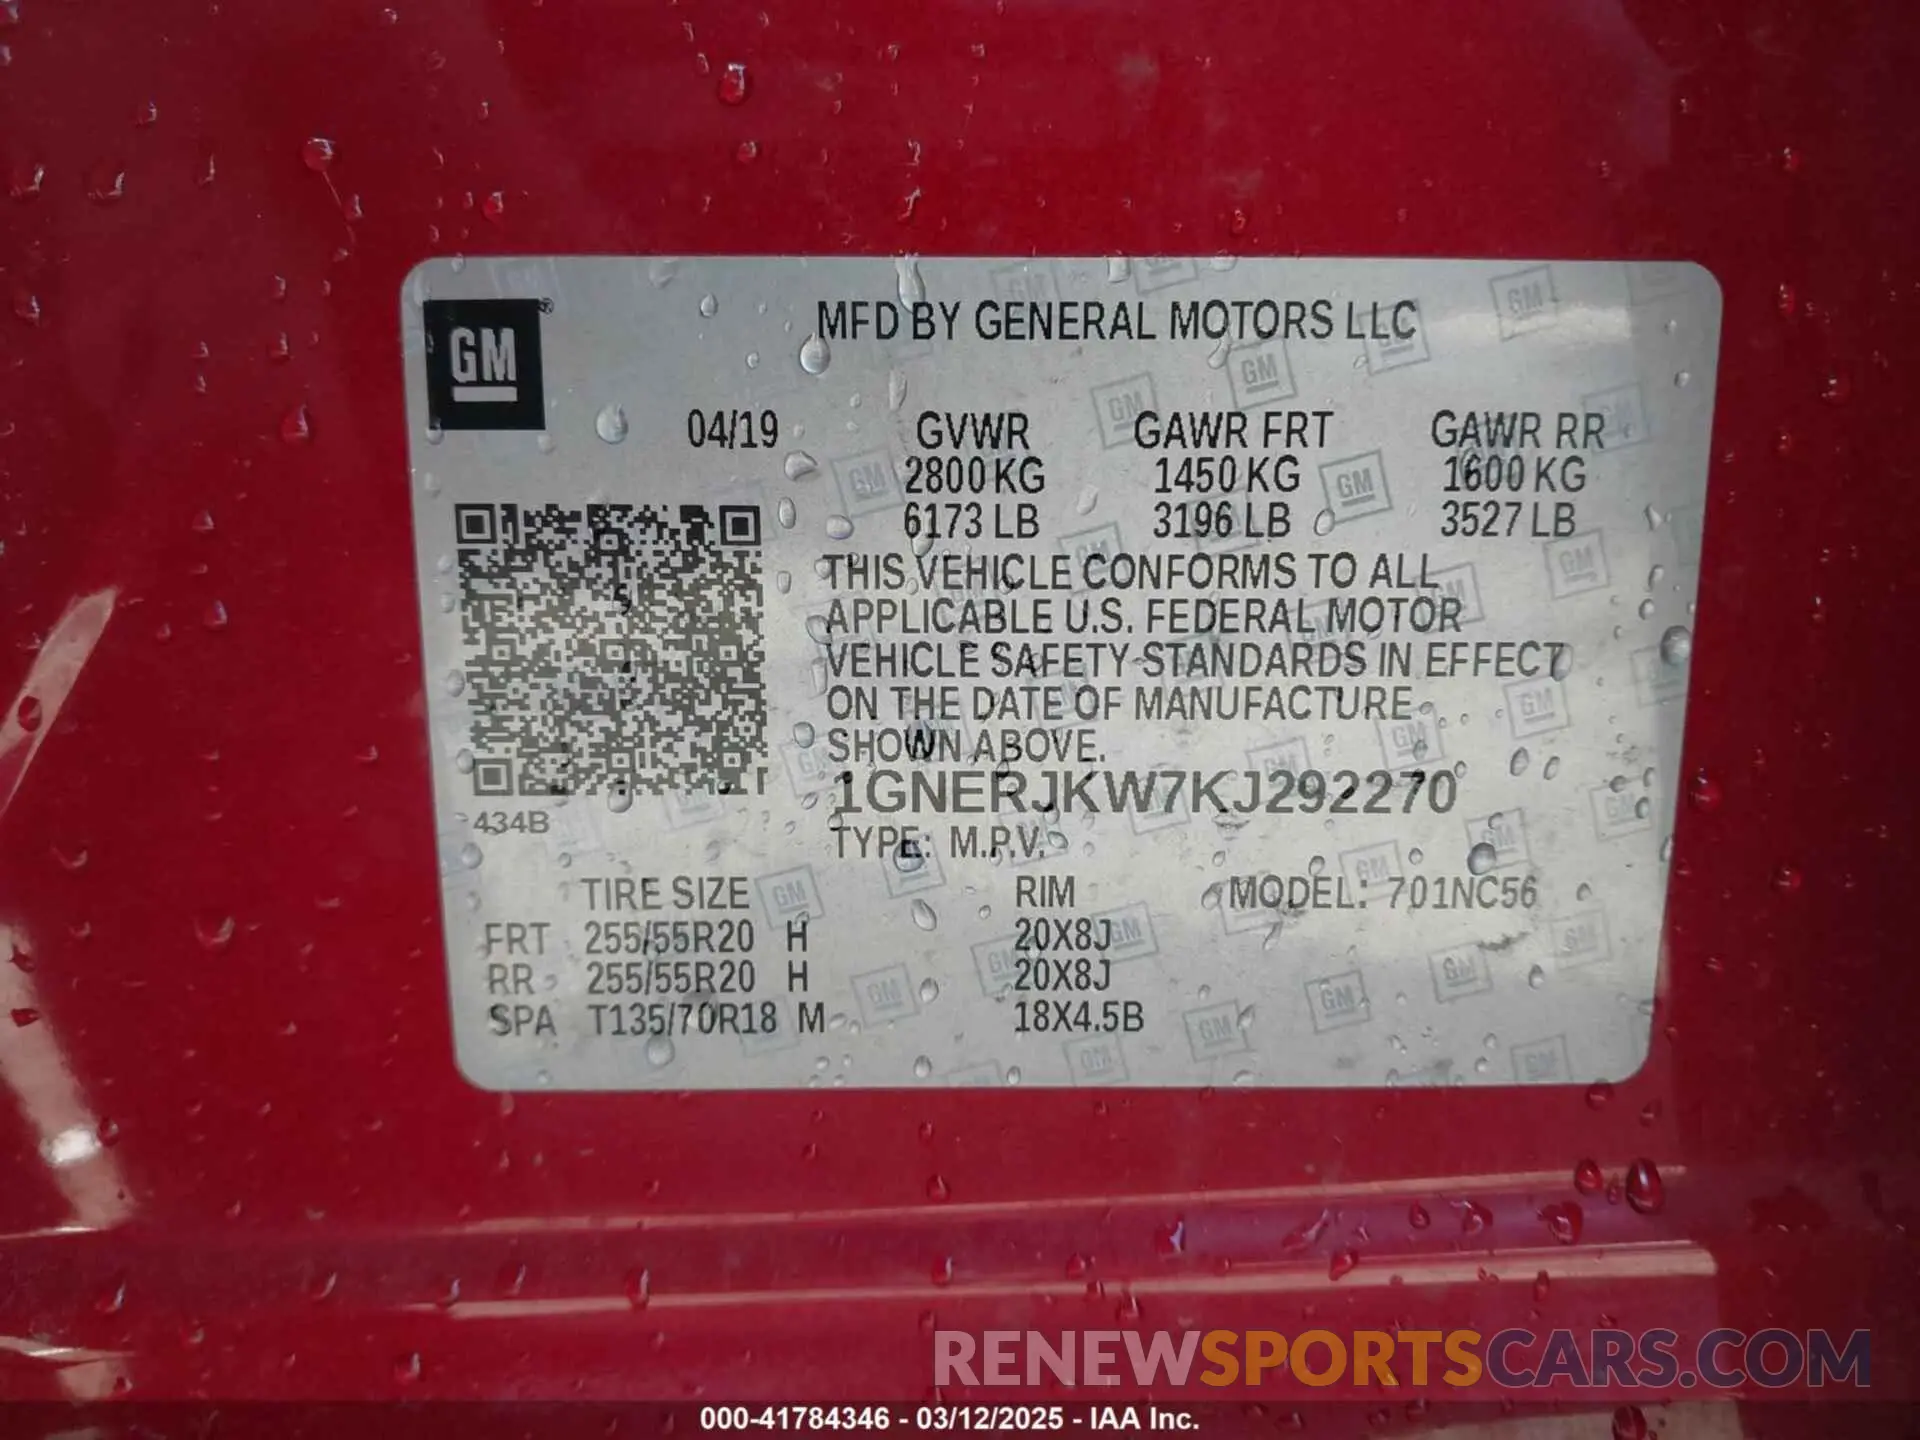 GM ®
MFD BY GENERAL MOTORS LLC
04/19 GVWR GAWR FRT GAWR RR
2800 KG 1450 KG 1600 KG
6173 LB 3196 LB 3527 LB
THIS VEHICLE CONFORMS TO ALL
APPLICABLE U.S. FEDERAL MOTOR
VEHICLE SAFETY STANDARDS IN EFFECT
ON THE DATE OF MANUFACTURE
SHOWN ABOVE.
1GNERJKW7KJ292270
434B
TYPE: M.P.V.
TIRE SIZE RIM MODEL: 701NC56
FRT 255/55R20 H 20X8J
RR 255/55R20 H 20X8J
SPA T135/70R18 M 18X4.5B
RENEWSPORTSCARS.COM
000-41784346 - 03/12/2025 - IAA Inc.